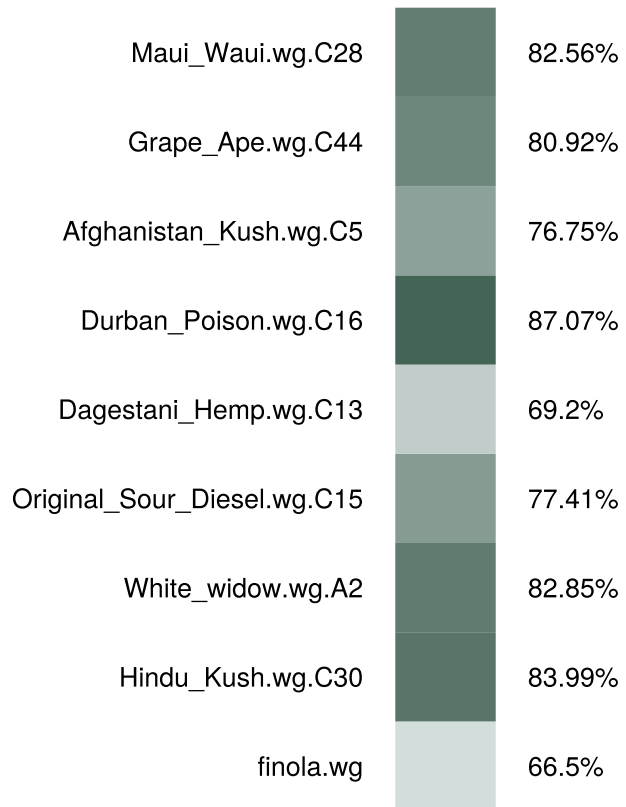 Maui_Waui.wg.C28 82.56%
Grape_Ape.wg.C44 80.92%
Afghanistan_Kush.wg.C5 76.75%
Durban_Poison.wg.C16 87.07%
Dagestani_Hemp.wg.C13 69.2%
Original_Sour_Diesel.wg.C15 77.41%
White_widow.wg.A2 82.85%
Hindu_Kush.wg.C30 83.99%
finola.wg 66.5%